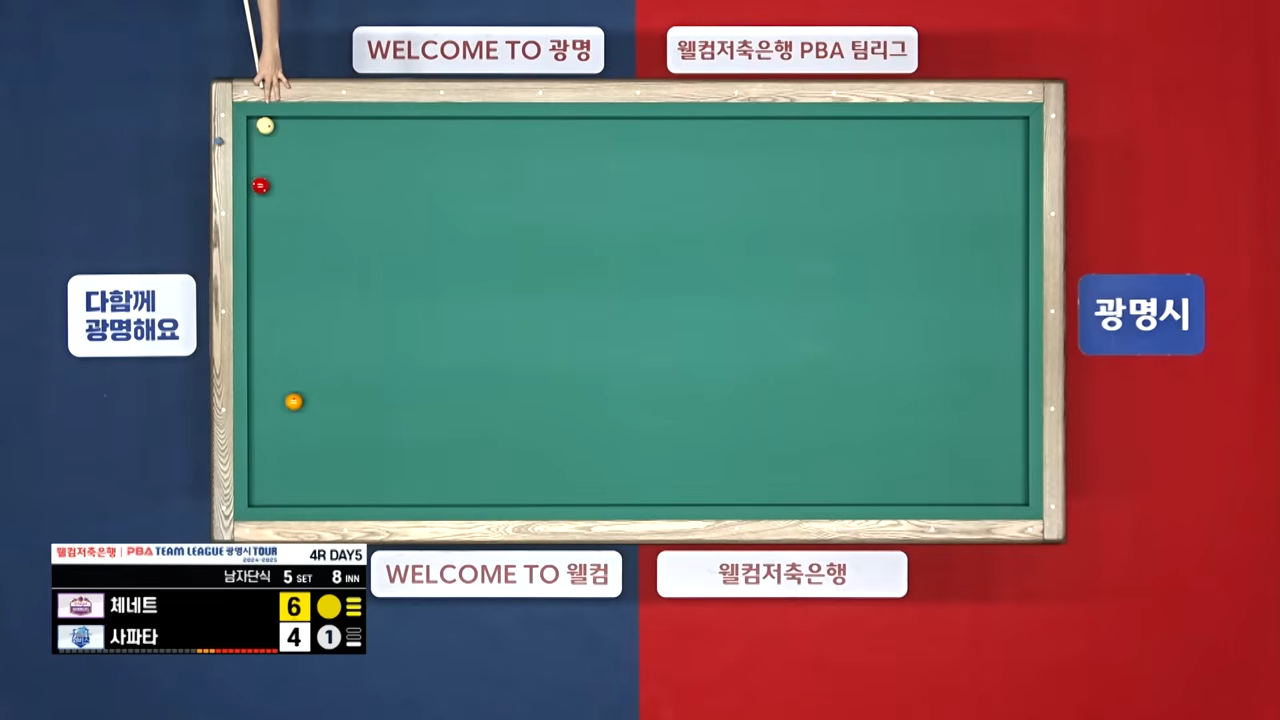 WELCOME TO 광명
웰컴저축은행 PBA 팀리그
다함께
광명해요
광명시
웰컴저축은행 | PBA TEAM LEAGUE 광명시 TOUR
2024-2025
4R DAY5
남자단식 5 SET 8 INN
체네트 6
사파타 4 1
WELCOME TO 웰컴
웰컴저축은행